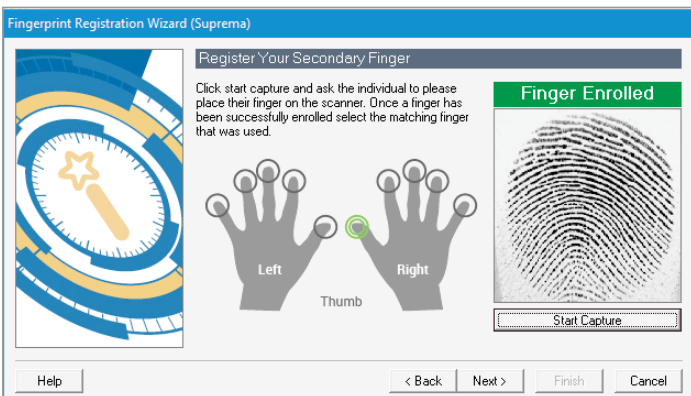 Fingerprint Registration Wizard (Suprema)
Register Your Secondary Finger
Click start capture and ask the individual to please
place their finger on the scanner. Once a finger has
been successfully enrolled select the matching finger
that was used.
Finger Enrolled
Left
Right
Thumb
Start Capture
Help
< Back
Next >
Finish
Cancel